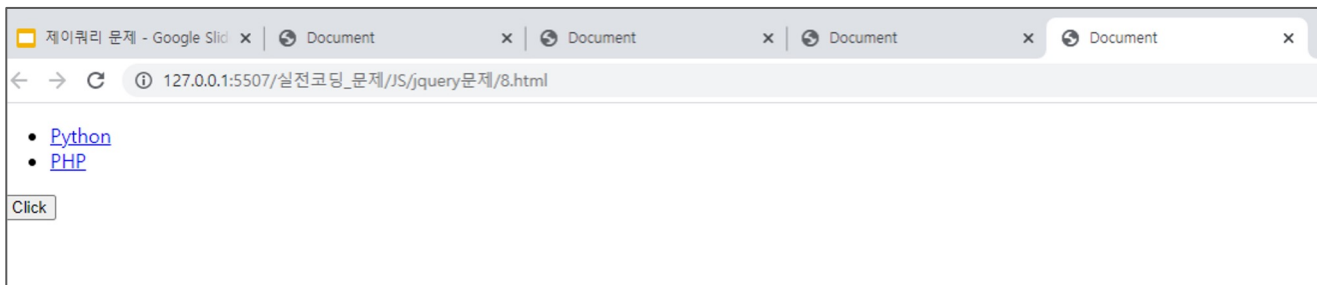 제이쿼리 문제 - Google Slid
Document
Document
Document
Document
127.0.0.1:5507/실전코딩_문제/JS/jquery문제/8.html
Python
PHP
Click